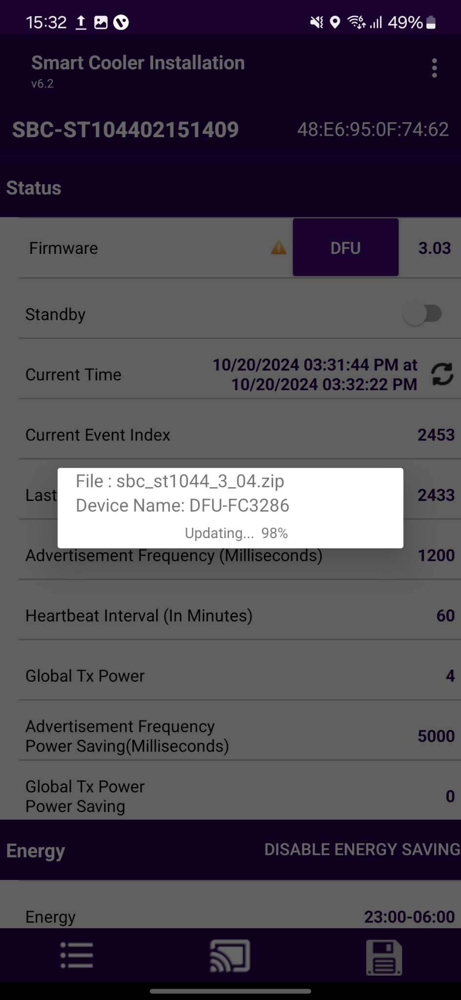 15:32 49%
Smart Cooler Installation
v6.2
SBC-ST104402151409 48:E6:95:0F:74:62
Status
Firmware DFU 3.03
Standby
Current Time 10/20/2024 03:31:44 PM at
10/20/2024 03:32:22 PM
Current Event Index 2453
File : sbc_st1044_3_04.zip
Last 2433
Device Name: DFU-FC3286
Updating... 98%
Advertisement Frequency (Milliseconds) 1200
Heartbeat Interval (In Minutes) 60
Global Tx Power 4
Advertisement Frequency
Power Saving(Milliseconds) 5000
Global Tx Power
Power Saving 0
Energy DISABLE ENERGY SAVING
Energy 23:00-06:00